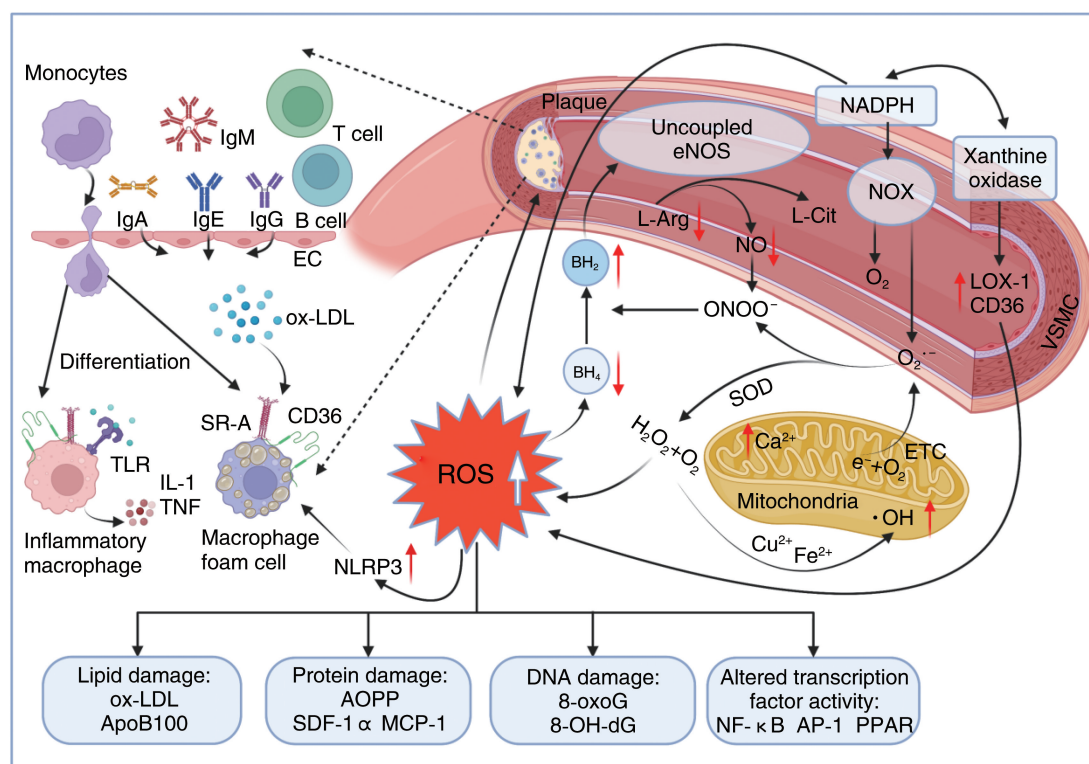 Monocytes
IgM
T cell
IgA
IgE
IgG
B cell
EC
ox-LDL
Differentiation
SR-A
CD36
TLR
IL-1
TNF
Inflammatory
macrophage
Macrophage
foam cell
NLRP3
Plaque
Uncoupled
eNOS
NADPH
Xanthine
oxidase
NOX
L-Arg
L-Cit
NO
O₂
LOX-1
CD36
VSMC
BH₂
ONOO⁻
BH₄
O₂·⁻
SOD
H₂O₂+O₂
Ca²⁺
ETC
e⁻+O₂
Mitochondria
·OH
Cu²⁺
Fe²⁺
ROS
Lipid damage:
ox-LDL
ApoB100
Protein damage:
AOPP
SDF-1α MCP-1
DNA damage:
8-oxoG
8-OH-dG
Altered transcription
factor activity:
NF-κB AP-1 PPAR